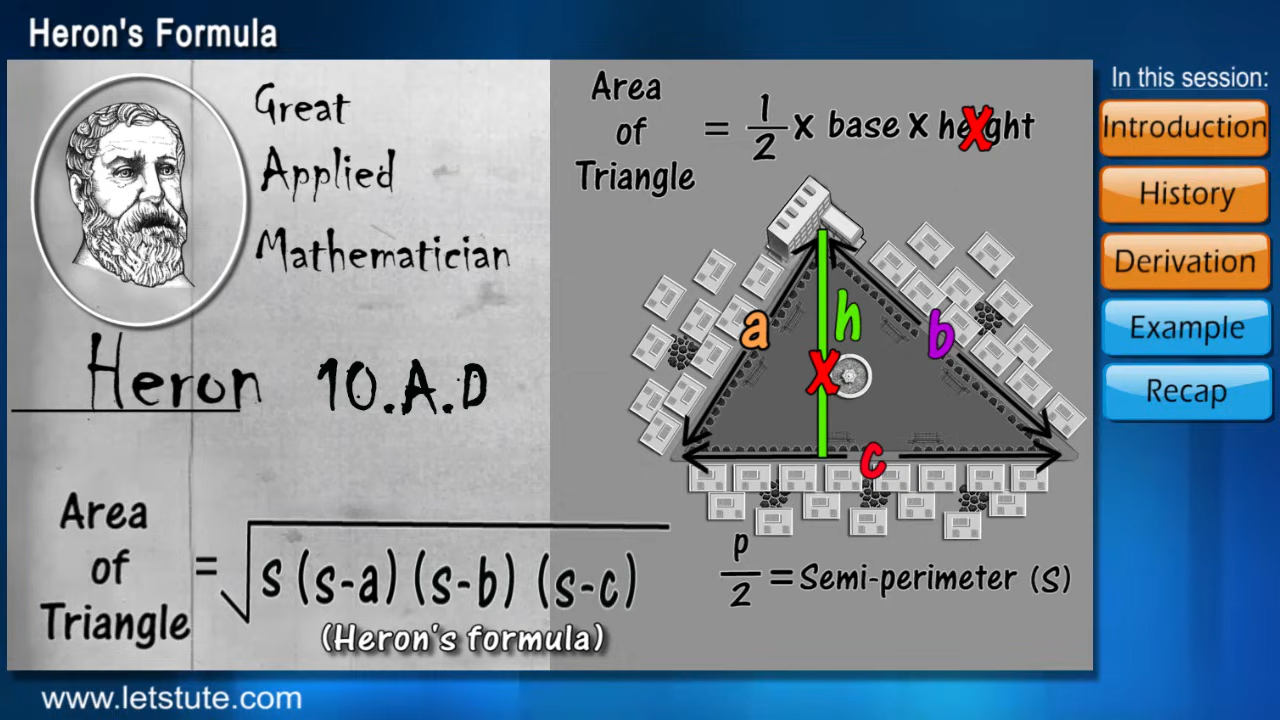 Heron's Formula
Great
Applied
Mathematician
Heron 10.A.D
Area
of
Triangle
= √s (s-a) (s-b) (s-c)
(Heron's formula)
Area
of
Triangle
= 1/2 x base x height
X
a
h
b
X
c
p/2 = Semi-perimeter (S)
In this session:
Introduction
History
Derivation
Example
Recap
www.letstute.com